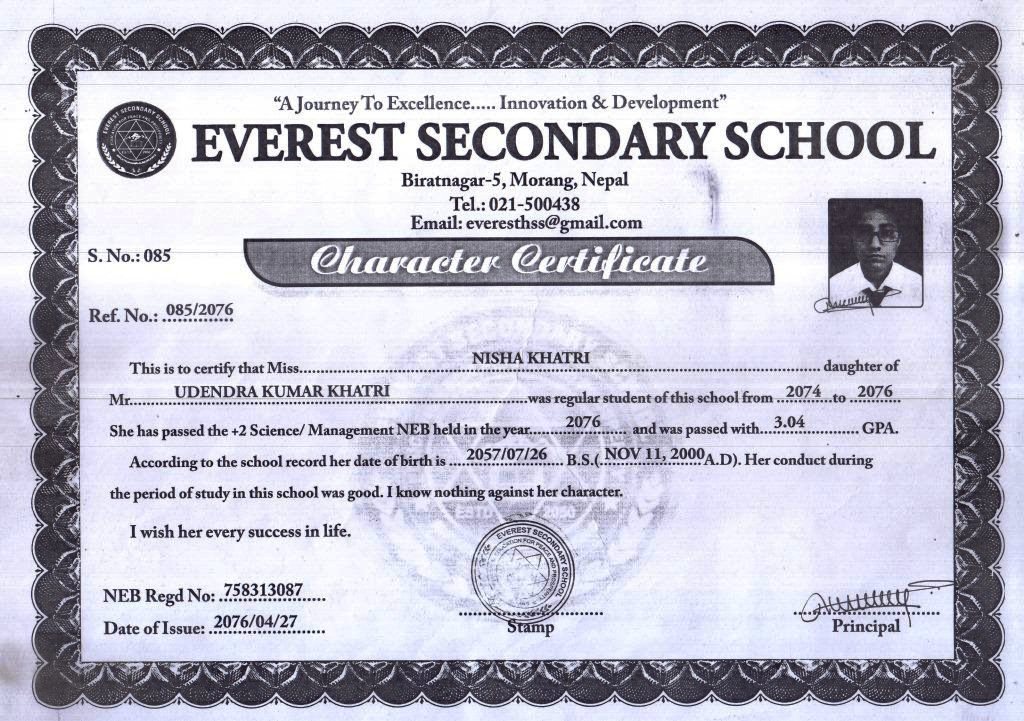 "A Journey To Excellence..... Innovation & Development"
EVEREST SECONDARY SCHOOL
Biratnagar-5, Morang, Nepal
Tel.: 021-500438
Email: everesthss@gmail.com
Character Certificate
S. No.: 085
Ref. No.: 085/2076
This is to certify that Miss NISHA KHATRI daughter of
Mr. UDENDRA KUMAR KHATRI was regular student of this school from 2074 to 2076
She has passed the +2 Science/ Management NEB held in the year 2076 and was passed with 3.04 GPA.
According to the school record her date of birth is 2057/07/26 B.S.(NOV 11, 2000 A.D). Her conduct during
the period of study in this school was good. I know nothing against her character.
I wish her every success in life.
EVEREST SECONDARY SCHOOL
NEB Regd No: 758313087
Date of Issue: 2076/04/27
Stamp
Principal